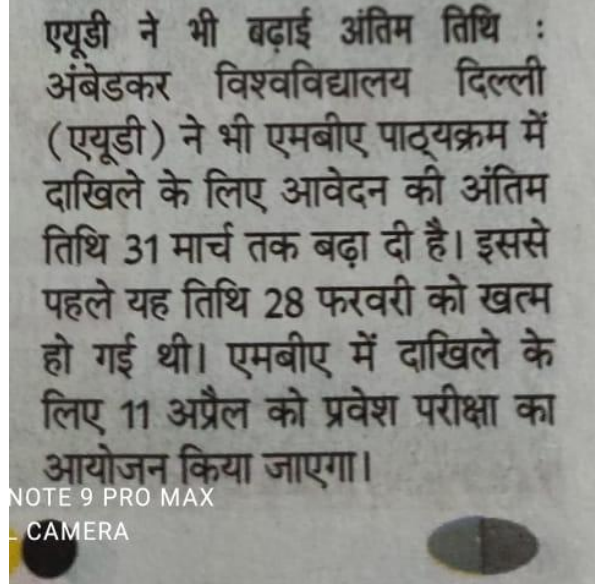 एयूडी ने भी बढ़ाई अंतिम तिथि :
अंबेडकर विश्वविद्यालय दिल्ली
(एयूडी) ने भी एमबीए पाठ्यक्रम में
दाखिले के लिए आवेदन की अंतिम
तिथि 31 मार्च तक बढ़ा दी है। इससे
पहले यह तिथि 28 फरवरी को खत्म
हो गई थी। एमबीए में दाखिले के
लिए 11 अप्रैल को प्रवेश परीक्षा का
आयोजन किया जाएगा।
NOTE 9 PRO MAX
L CAMERA